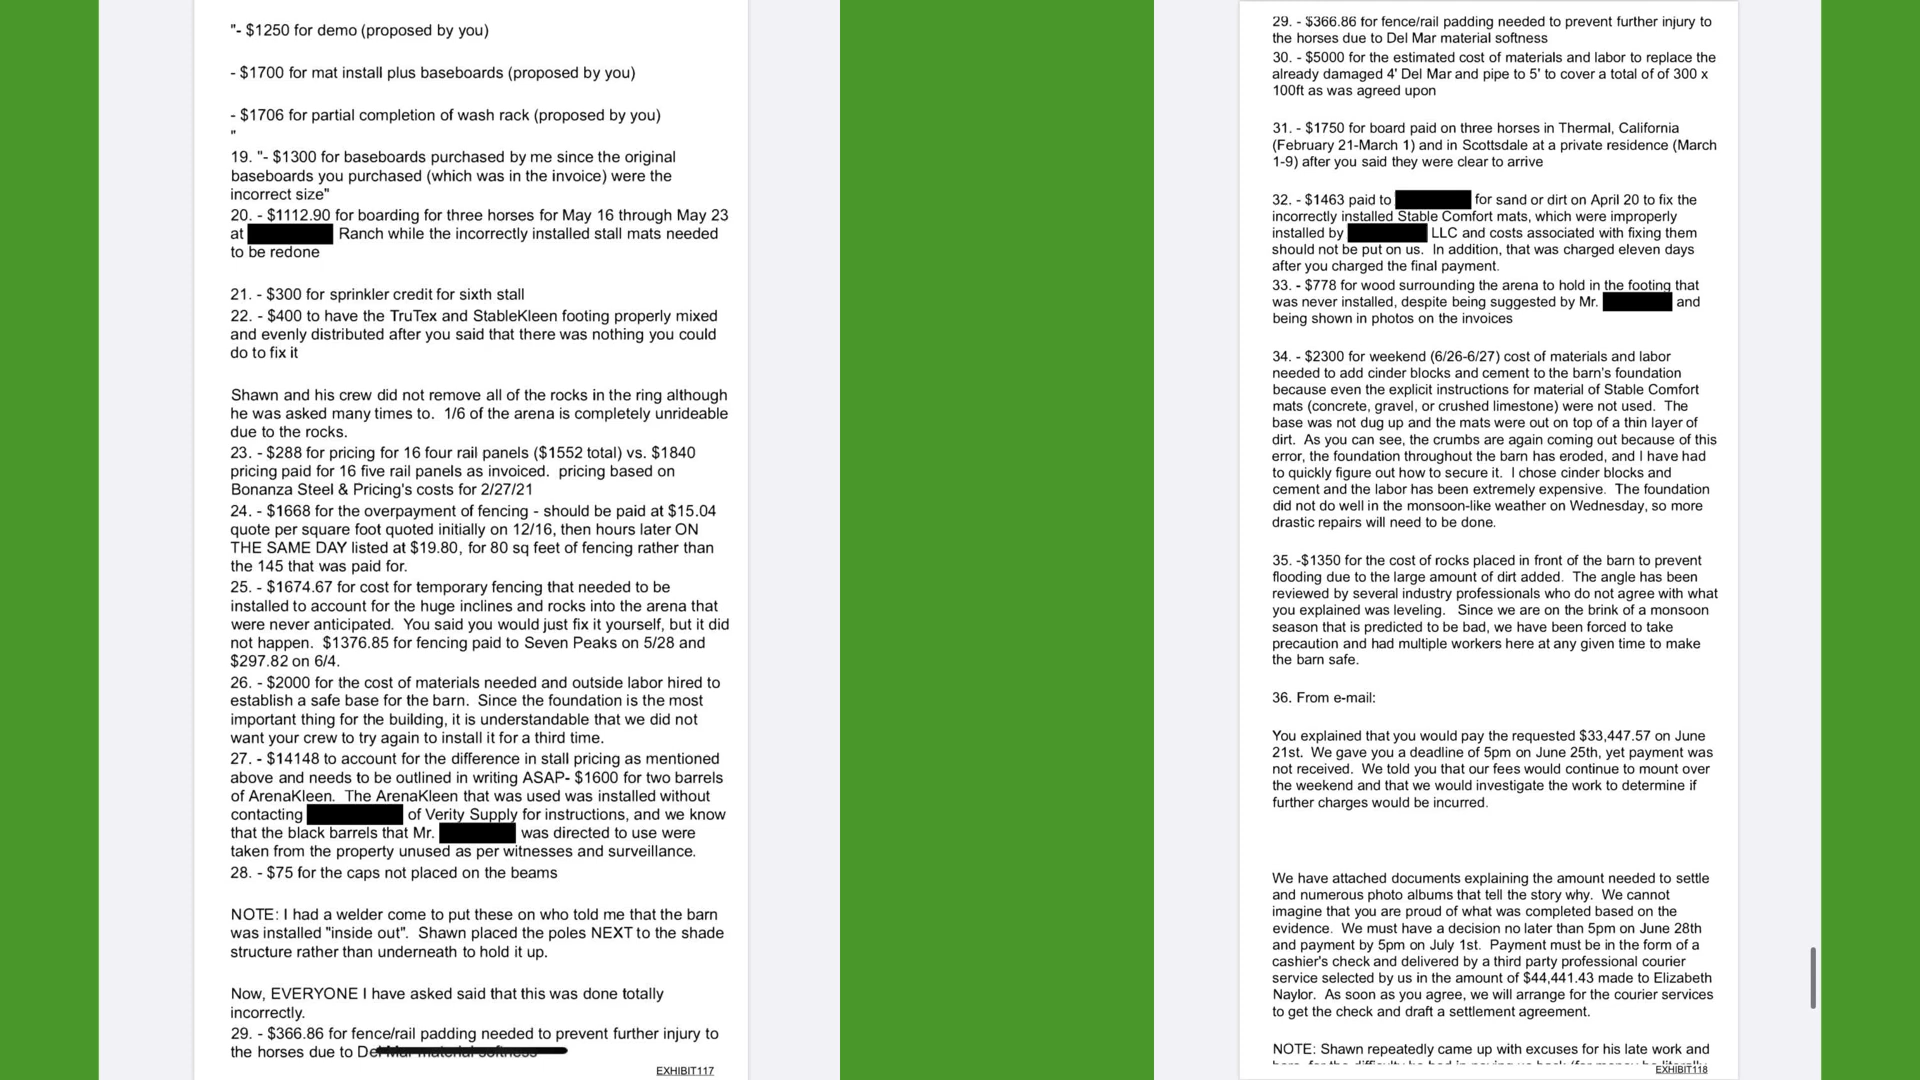 "- $1250 for demo (proposed by you)
- $1700 for mat install plus baseboards (proposed by you)
- $1706 for partial completion of wash rack (proposed by you)
"
19. "- $1300 for baseboards purchased by me since the original
baseboards you purchased (which was in the invoice) were the
incorrect size"
20. - $1112.90 for boarding for three horses for May 16 through May 23
at Ranch while the incorrectly installed stall mats needed
to be redone
21. - $300 for sprinkler credit for sixth stall
22. - $400 to have the TruTex and StableKleen footing properly mixed
and evenly distributed after you said that there was nothing you could
do to fix it
Shawn and his crew did not remove all of the rocks in the ring although
he was asked many times to. 1/6 of the arena is completely unrideable
due to the rocks.
23. - $288 for pricing for 16 four rail panels ($1552 total) vs. $1840
pricing paid for 16 five rail panels as invoiced. pricing based on
Bonanza Steel & Pricing's costs for 2/27/21
24. - $1668 for the overpayment of fencing - should be paid at $15.04
quote per square foot quoted initially on 12/16, then hours later ON
THE SAME DAY listed at $19.80, for 80 sq feet of fencing rather than
the 145 that was paid for.
25. - $1674.67 for cost for temporary fencing that needed to be
installed to account for the huge inclines and rocks into the arena that
were never anticipated. You said you would just fix it yourself, but it did
not happen. $1376.85 for fencing paid to Seven Peaks on 5/28 and
$297.82 on 6/4.
26. - $2000 for the cost of materials needed and outside labor hired to
establish a safe base for the barn. Since the foundation is the most
important thing for the building, it is understandable that we did not
want your crew to try again to install it for a third time.
27. - $14148 to account for the difference in stall pricing as mentioned
above and needs to be outlined in writing ASAP- $1600 for two barrels
of ArenaKleen. The ArenaKleen that was used was installed without
contacting of Verity Supply for instructions, and we know
that the black barrels that Mr. was directed to use were
taken from the property unused as per witnesses and surveillance.
28. - $75 for the caps not placed on the beams
NOTE: I had a welder come to put these on who told me that the barn
was installed "inside out". Shawn placed the poles NEXT to the shade
structure rather than underneath to hold it up.
Now, EVERYONE I have asked said that this was done totally
incorrectly.
29. - $366.86 for fence/rail padding needed to prevent further injury to
the horses due to Del Mar material softness
EXHIBIT117
29. - $366.86 for fence/rail padding needed to prevent further injury to
the horses due to Del Mar material softness
30. - $5000 for the estimated cost of materials and labor to replace the
already damaged 4' Del Mar and pipe to 5' to cover a total of of 300 x
100ft as was agreed upon
31. - $1750 for board paid on three horses in Thermal, California
(February 21-March 1) and in Scottsdale at a private residence (March
1-9) after you said they were clear to arrive
32. - $1463 paid to for sand or dirt on April 20 to fix the
incorrectly installed Stable Comfort mats, which were improperly
installed by LLC and costs associated with fixing them
should not be put on us. In addition, that was charged eleven days
after you charged the final payment.
33. - $778 for wood surrounding the arena to hold in the footing that
was never installed, despite being suggested by Mr. and
being shown in photos on the invoices
34. - $2300 for weekend (6/26-6/27) cost of materials and labor
needed to add cinder blocks and cement to the barn's foundation
because even the explicit instructions for material of Stable Comfort
mats (concrete, gravel, or crushed limestone) were not used. The
base was not dug up and the mats were out on top of a thin layer of
dirt. As you can see, the crumbs are again coming out because of this
error, the foundation throughout the barn has eroded, and I have had
to quickly figure out how to secure it. I chose cinder blocks and
cement and the labor has been extremely expensive. The foundation
did not do well in the monsoon-like weather on Wednesday, so more
drastic repairs will need to be done.
35. -$1350 for the cost of rocks placed in front of the barn to prevent
flooding due to the large amount of dirt added. The angle has been
reviewed by several industry professionals who do not agree with what
you explained was leveling. Since we are on the brink of a monsoon
season that is predicted to be bad, we have been forced to take
precaution and had multiple workers here at any given time to make
the barn safe.
36. From e-mail:
You explained that you would pay the requested $33,447.57 on June
21st. We gave you a deadline of 5pm on June 25th, yet payment was
not received. We told you that our fees would continue to mount over
the weekend and that we would investigate the work to determine if
further charges would be incurred.
We have attached documents explaining the amount needed to settle
and numerous photo albums that tell the story why. We cannot
imagine that you are proud of what was completed based on the
evidence. We must have a decision no later than 5pm on June 28th
and payment by 5pm on July 1st. Payment must be in the form of a
cashier's check and delivered by a third party professional courier
service selected by us in the amount of $44,441.43 made to Elizabeth
Naylor. As soon as you agree, we will arrange for the courier services
to get the check and draft a settlement agreement.
NOTE: Shawn repeatedly came up with excuses for his late work and
EXHIBIT118